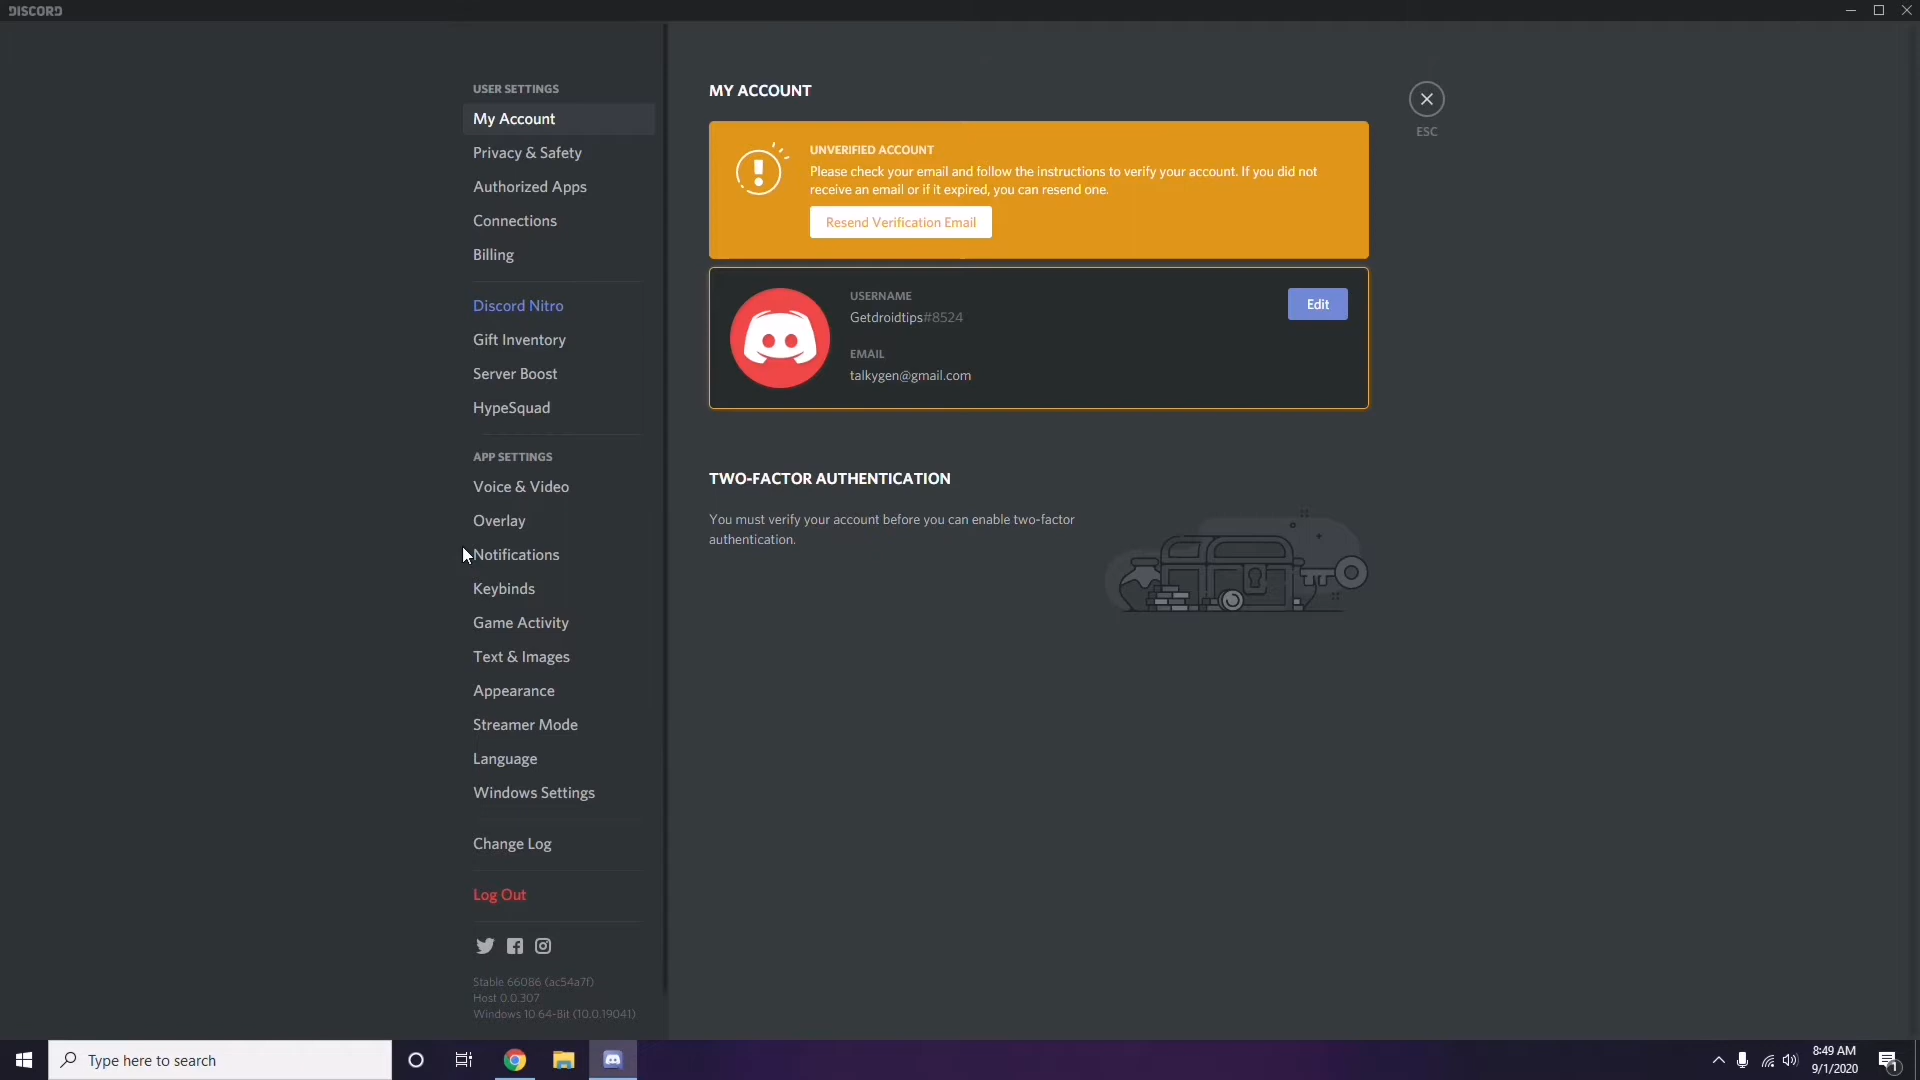 DISCORD
USER SETTINGS
My Account
Privacy & Safety
Authorized Apps
Connections
Billing
Discord Nitro
Gift Inventory
Server Boost
HypeSquad
APP SETTINGS
Voice & Video
Overlay
Notifications
Keybinds
Game Activity
Text & Images
Appearance
Streamer Mode
Language
Windows Settings
Change Log
Log Out
Stable 66086 (ac54a7f)
Host 0.0.307
Windows 10 64-Bit (10.0.19041)
MY ACCOUNT
ESC
UNVERIFIED ACCOUNT
Please check your email and follow the instructions to verify your account. If you did not
receive an email or if it expired, you can resend one.
Resend Verification Email
USERNAME
Getdroidtips#8524
Edit
EMAIL
talkygen@gmail.com
TWO-FACTOR AUTHENTICATION
You must verify your account before you can enable two-factor
authentication.
Type here to search
8:49 AM
9/1/2020
1